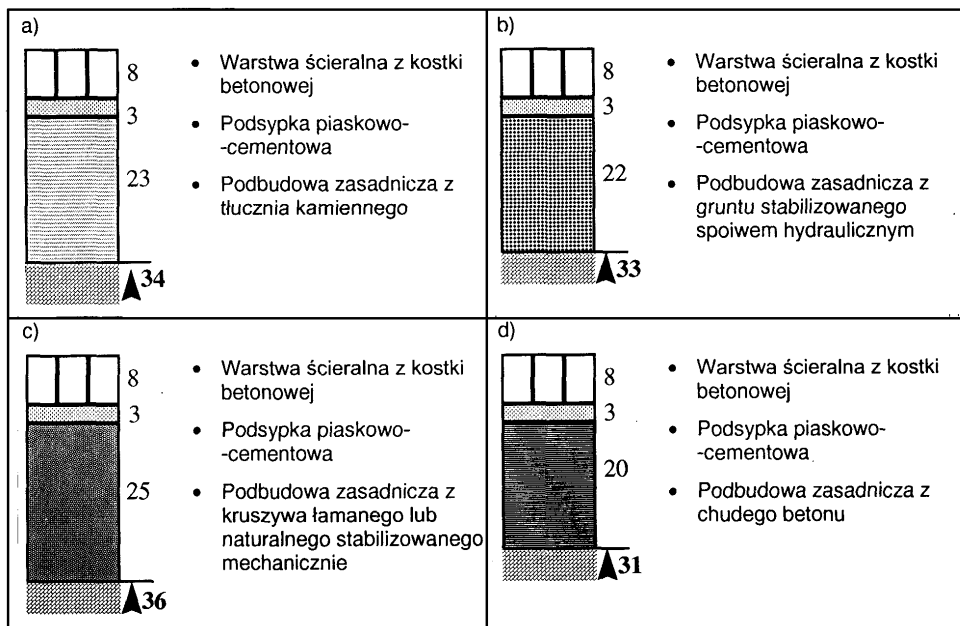 a)
8
3
23
34
• Warstwa ścieralna z kostki
betonowej
• Podsypka piaskowo-
-cementowa
• Podbudowa zasadnicza z
tłucznia kamiennego
b)
8
3
22
33
• Warstwa ścieralna z kostki
betonowej
• Podsypka piaskowo-
-cementowa
• Podbudowa zasadnicza z
gruntu stabilizowanego
spoiwem hydraulicznym
c)
8
3
25
36
• Warstwa ścieralna z kostki
betonowej
• Podsypka piaskowo-
-cementowa
• Podbudowa zasadnicza z
kruszywa łamanego lub
naturalnego stabilizowanego
mechanicznie
d)
8
3
20
31
• Warstwa ścieralna z kostki
betonowej
• Podsypka piaskowo-
-cementowa
• Podbudowa zasadnicza z
chudego betonu